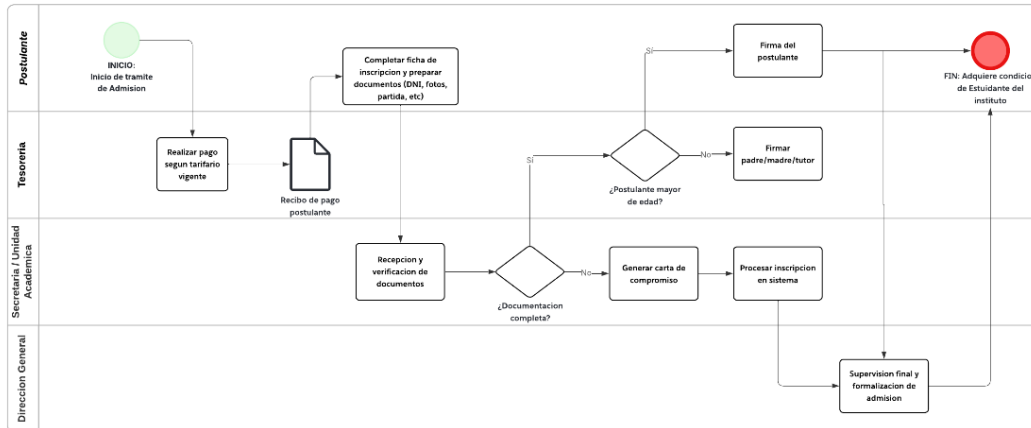 Postulante
INICIO:
Inicio de tramite
de Admision
Completar ficha de
inscripcion y preparar
documentos (DNI, fotos,
partida, etc)
Sí
Firma del
postulante
FIN: Adquiere condicio
de Estuidante del
instituto
Tesoreria
Realizar pago
segun tarifario
vigente
Recibo de pago
postulante
Sí
¿Postulante mayor
de edad?
No
Firmar
padre/madre/tutor
Secretaria / Unidad
Academica
Recepcion y
verificacion de
documentos
¿Documentacion
completa?
No
Generar carta de
compromiso
Procesar inscripcion
en sistema
Direccion General
Supervision final y
formalizacion de
admision